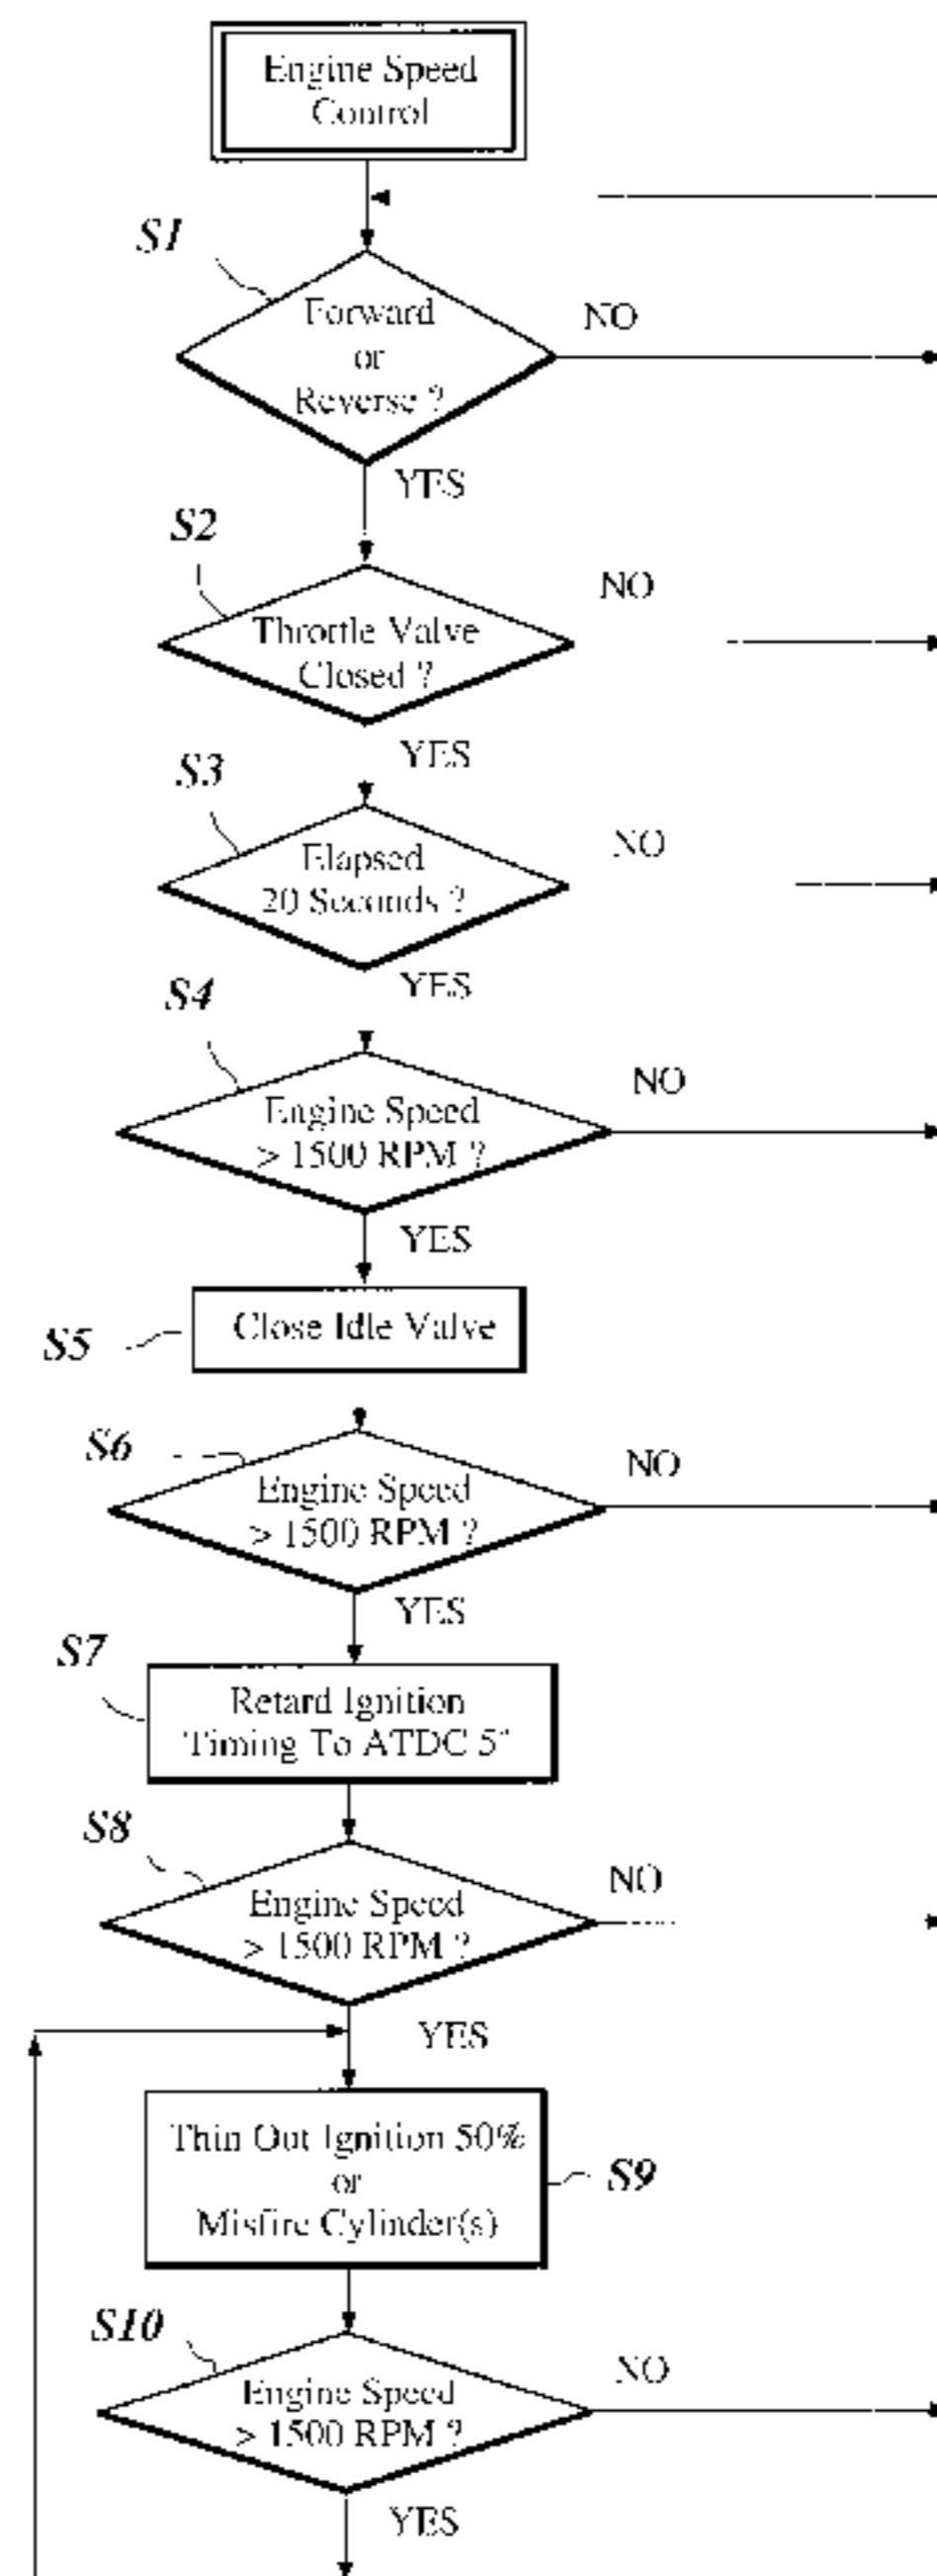 Engine Speed
Control
S1
Forward
or
Reverse ?
NO
YES
S2
Throttle Valve
Closed ?
NO
YES
S3
Elapsed
20 Seconds ?
NO
YES
S4
Engine Speed
> 1500 RPM ?
NO
YES
S5
Close Idle Valve
S6
Engine Speed
> 1500 RPM ?
NO
YES
S7
Retard Ignition
Timing To ATDC 5°
S8
Engine Speed
> 1500 RPM ?
NO
YES
Thin Out Ignition 50%
or
Misfire Cylinder(s)
S9
S10
Engine Speed
> 1500 RPM ?
NO
YES